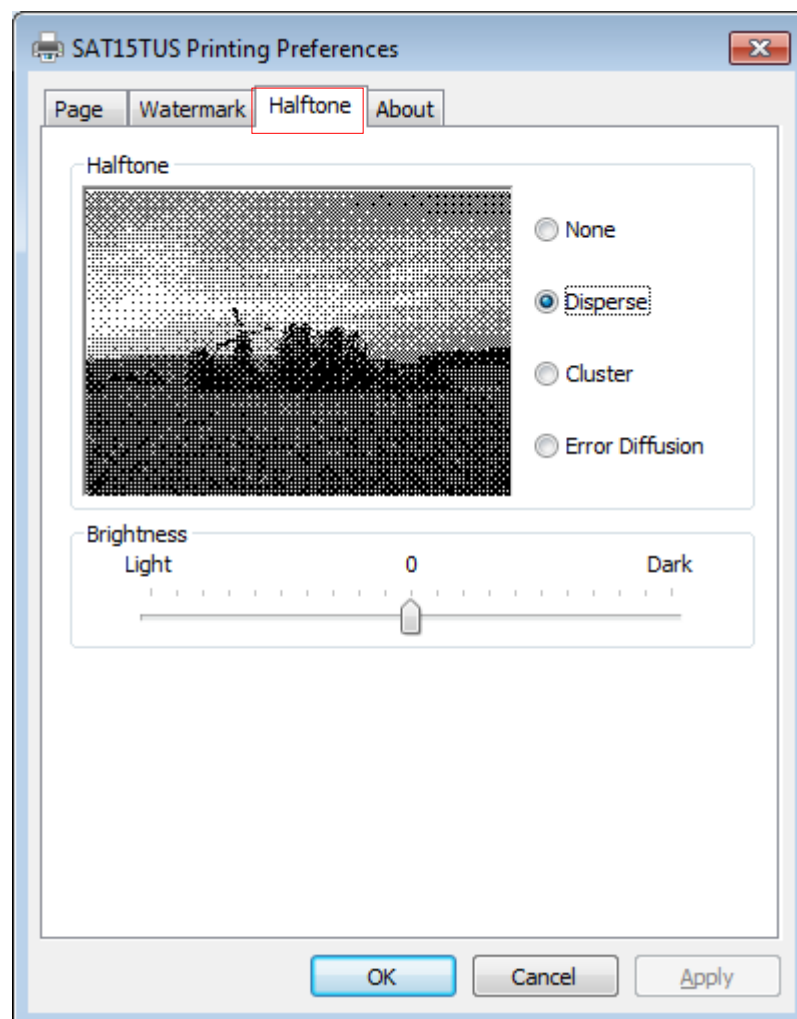 SAT15TUS Printing Preferences
Page Watermark Halftone About
Halftone
None
Disperse
Cluster
Error Diffusion
Brightness
Light 0 Dark
OK Cancel Apply